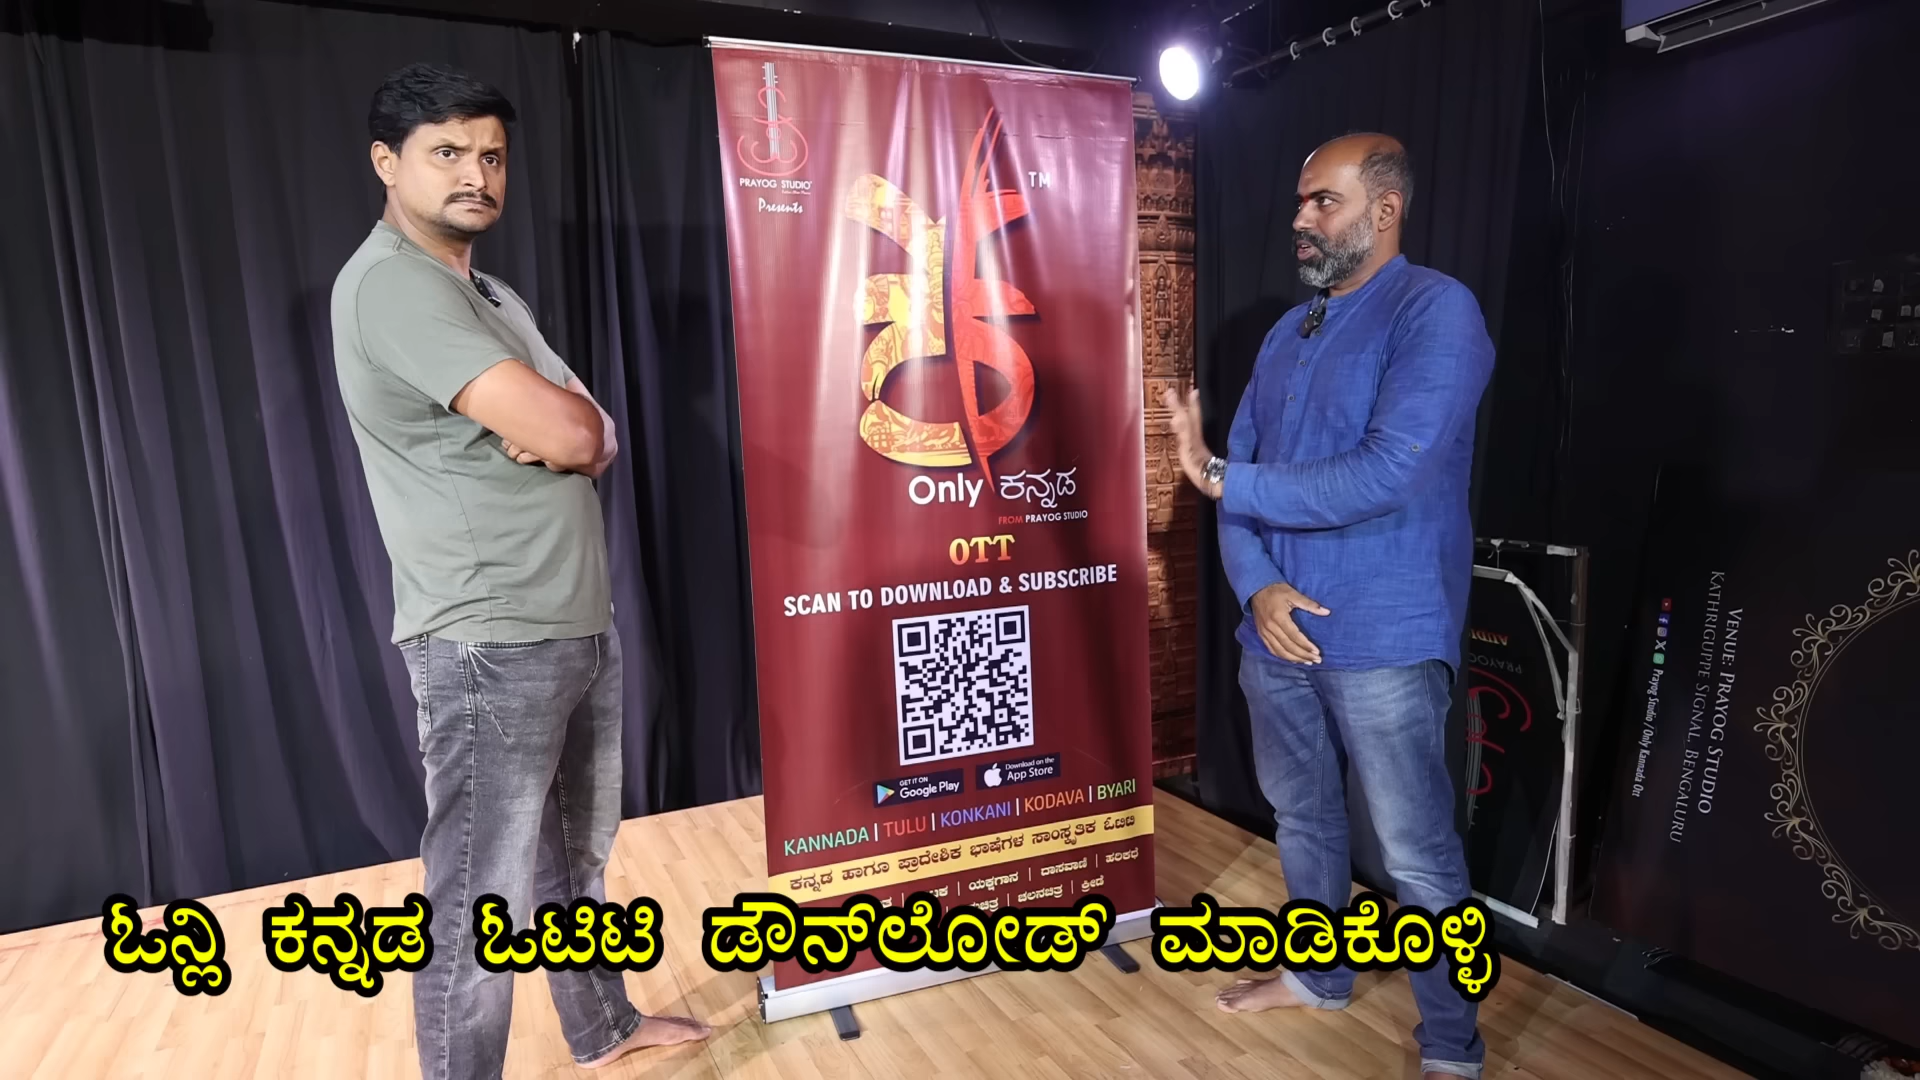 PRAYOG STUDIO
Presents
ಕ
TM
Only ಕನ್ನಡ
FROM PRAYOG STUDIO
OTT
SCAN TO DOWNLOAD & SUBSCRIBE
GET IT ON
Google Play
Download on the
App Store
KANNADA | TULU | KONKANI | KODAVA | BYARI
ಕನ್ನಡ ಹಾಗೂ ಪ್ರಾದೇಶಿಕ ಭಾಷೆಗಳ ಸಾಂಸ್ಕೃತಿಕ ಓಟಿಟಿ
| ಯಕ್ಷಗಾನ | ದಾಸವಾಣಿ | ಹರಿಕಥೆ
| ಚಲನಚಿತ್ರ | ಕ್ರೀಡೆ
ಓನ್ಲಿ ಕನ್ನಡ ಓಟಿಟಿ ಡೌನ್‌ಲೋಡ್ ಮಾಡಿಕೊಳ್ಳಿ
VENUE: PRAYOG STUDIO
KATHRIGUPPE SIGNAL, BENGALURU
Prayog Studio / Only Kannada Ott
PRAYOG